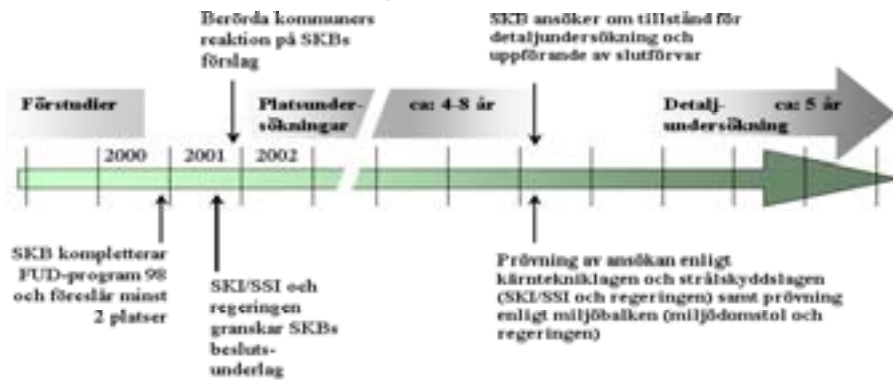 Berörda kommuners
reaktion på SKBs
förslag
SKB ansöker om tillstånd för
detaljundersökning och
uppförande av slutförvar
Förstudier
Platsunder-
sökningar
ca: 4-8 år
Detalj-
undersökning
ca: 5 år
2000
2001
2002
SKB kompletterar
FUD-program 98
och föreslår minst
2 platser
SKI/SSI och
regeringen
granskar SKBs
besluts-
underlag
Prövning av ansökan enligt
kärntekniklagen och strålskyddslagen
(SKI/SSI och regeringen) samt prövning
enligt miljöbalken (miljödomstol och
regeringen)